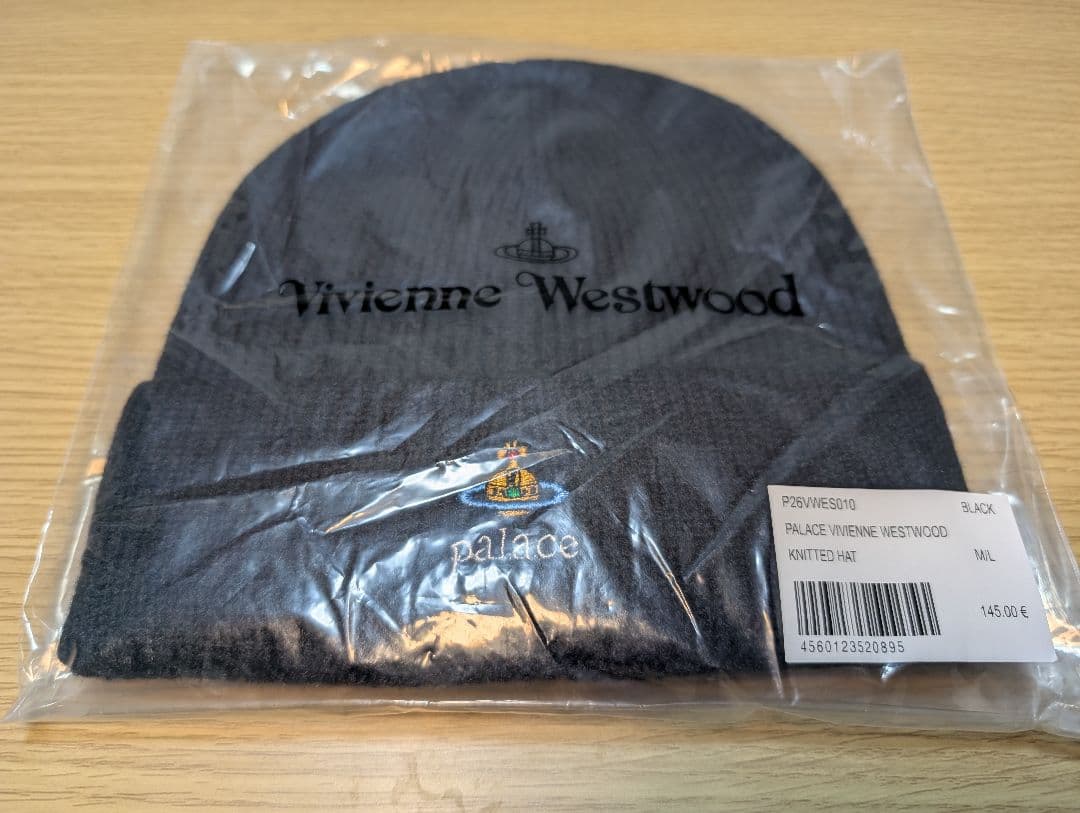 Vivienne Westwood
palace
P26VWES010 BLACK
PALACE VIVIENNE WESTWOOD
KNITTED HAT M/L
145.00 €
4560123520895